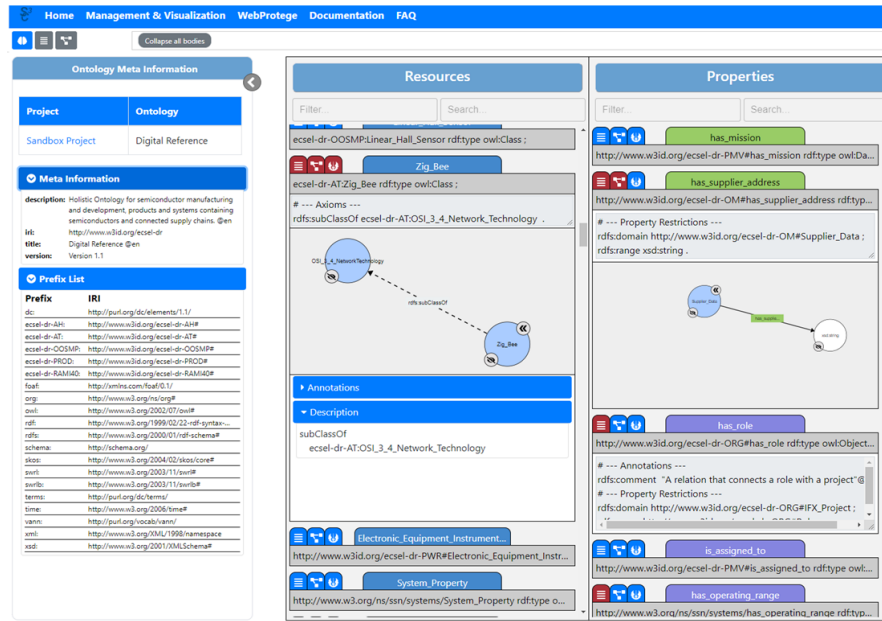 Home Management & Visualization WebProtege Documentation FAQ
Collapse all bodies
Ontology Meta Information
Project Ontology
Sandbox Project Digital Reference
Meta Information
description: Holistic Ontology for semiconductor manufacturing
and development, products and systems containing
semiconductors and connected supply chains. @en
iri: http://www.w3id.org/ecsel-dr
title: Digital Reference @en
version: Version 1.1
Prefix List
Prefix IRI
dc: http://purl.org/dc/elements/1.1/
ecsel-dr-AH: http://www.w3id.org/ecsel-dr-AH#
ecsel-dr-AT: http://www.w3id.org/ecsel-dr-AT#
ecsel-dr-OOSMP: http://www.w3id.org/ecsel-dr-OOSMP#
ecsel-dr-PROD: http://www.w3id.org/ecsel-dr-PROD#
ecsel-dr-RAMI40: http://www.w3id.org/ecsel-dr-RAMI40#
foaf: http://xmlns.com/foaf/0.1/
org: http://www.w3.org/ns/org#
owl: http://www.w3.org/2002/07/owl#
rdf: http://www.w3.org/1999/02/22-rdf-syntax-...
rdfs: http://www.w3.org/2000/01/rdf-schema#
schema: http://schema.org/
skos: http://www.w3.org/2004/02/skos/core#
swrl: http://www.w3.org/2003/11/swrl#
swrlb: http://www.w3.org/2003/11/swrlb#
terms: http://purl.org/dc/terms/
time: http://www.w3.org/2006/time#
vann: http://purl.org/vocab/vann/
xml: http://www.w3.org/XML/1998/namespace
xsd: http://www.w3.org/2001/XMLSchema#
Resources
Filter... Search...
ecsel-dr-OOSMP:Linear_Hall_Sensor rdf:type owl:Class ;
Zig_Bee
ecsel-dr-AT:Zig_Bee rdf:type owl:Class ;
# --- Axioms ---
rdfs:subClassOf ecsel-dr-AT:OSI_3_4_Network_Technology .
OSI_3_4_NetworkTechnology
rdfs:subClassOf
Zig_Bee
Annotations
Description
subClassOf
ecsel-dr-AT:OSI_3_4_Network_Technology
Electronic_Equipment_Instrument...
http://www.w3id.org/ecsel-dr-PWR#Electronic_Equipment_Instr...
System_Property
http://www.w3.org/ns/ssn/systems/System_Property rdf:type o...
Properties
Filter... Search...
has_mission
http://www.w3id.org/ecsel-dr-PMV#has_mission rdf:type owl:Da...
has_supplier_address
http://www.w3id.org/ecsel-dr-OM#has_supplier_address rdf:typ...
# --- Property Restrictions ---
rdfs:domain http://www.w3id.org/ecsel-dr-OM#Supplier_Data ;
rdfs:range xsd:string .
Supplier_Data
has_supplie...
xsd:string
has_role
http://www.w3id.org/ecsel-dr-ORG#has_role rdf:type owl:Object...
# --- Annotations ---
rdfs:comment "A relation that connects a role with a project"@
# --- Property Restrictions ---
rdfs:domain http://www.w3id.org/ecsel-dr-ORG#IFX_Project ;
is_assigned_to
http://www.w3id.org/ecsel-dr-PMV#is_assigned_to rdf:type owl:...
has_operating_range
http://www.w3.org/ns/ssn/systems/has_operating_range rdf:typ...